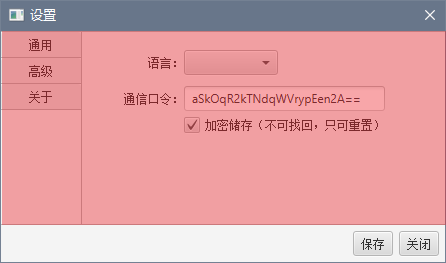 设置
通用
高级
关于
语言：
通信口令： aSkOqR2kTNdqWVrypEen2A==
加密储存（不可找回，只可重置）
保存 关闭